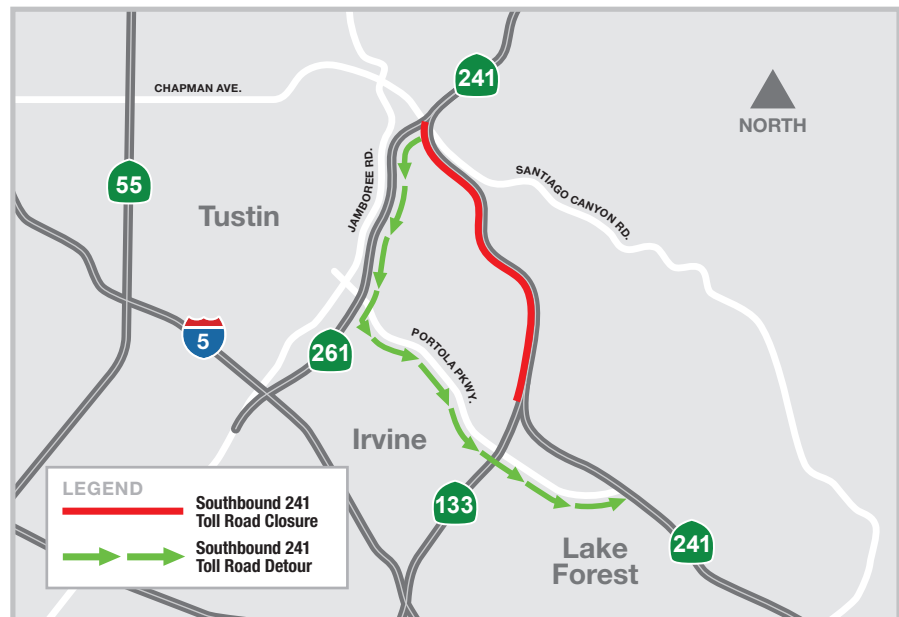 241
CHAPMAN AVE.
NORTH
55
JAMBOREE RD.
SANTIAGO CANYON RD.
Tustin
5
261
PORTOLA PKWY.
Irvine
LEGEND
Southbound 241
Toll Road Closure
Southbound 241
Toll Road Detour
133
241
Lake
Forest